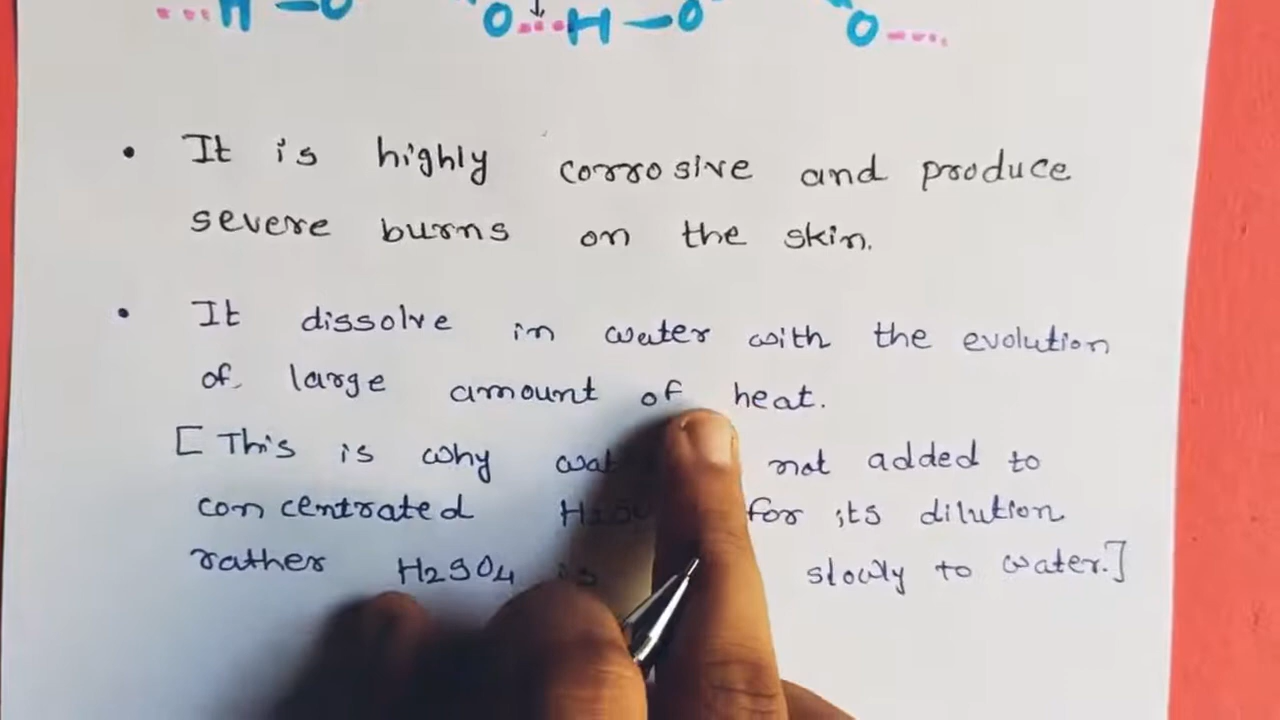 H – O O H – O O
• It is highly corrosive and produce
severe burns on the skin.
• It dissolve in water with the evolution
of large amount of heat.
[ This is why not added to
concentrated for its dilution
rather H2SO4 is slowly to water.]